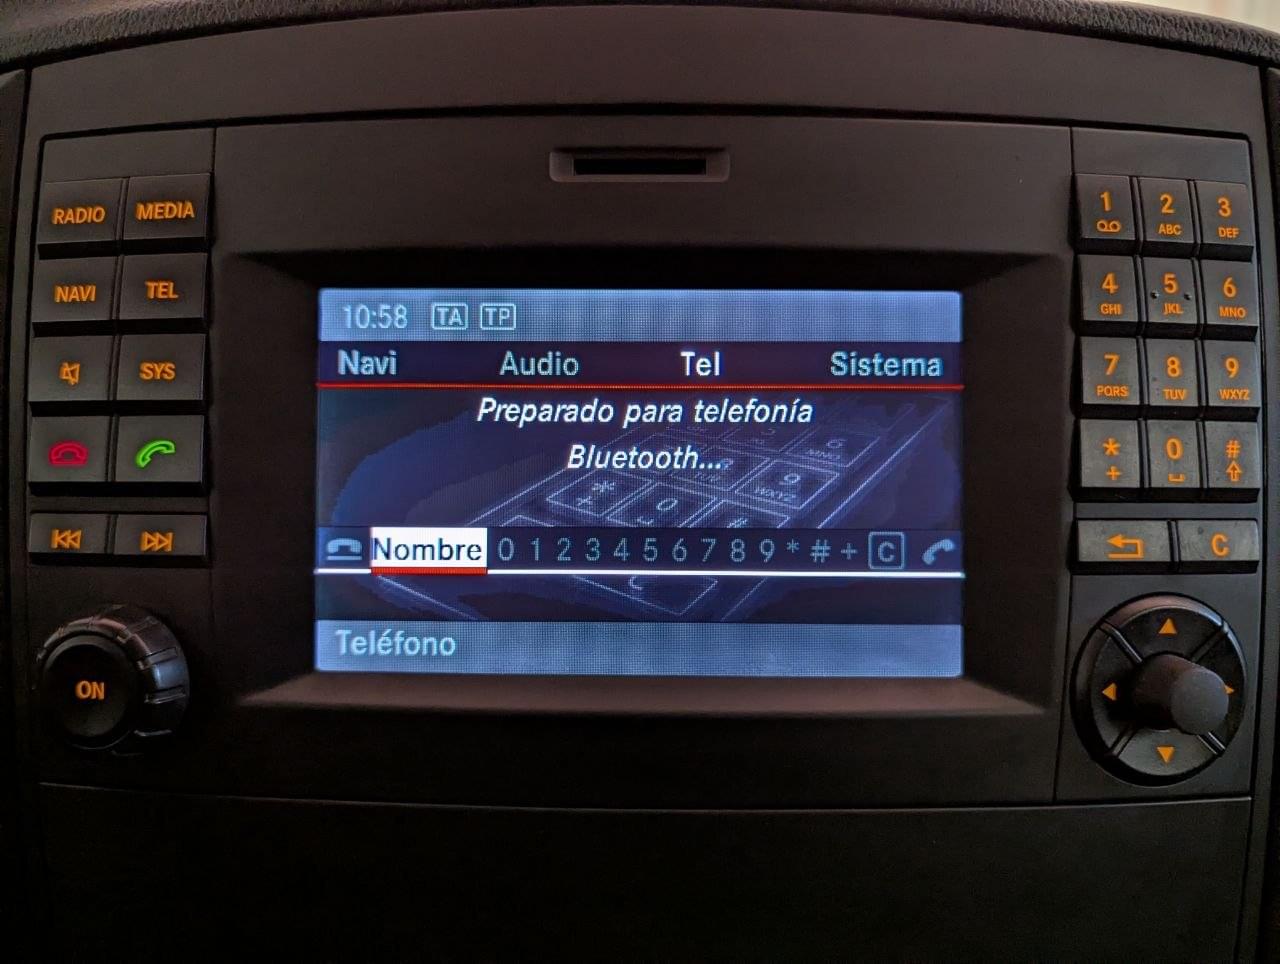 RADIO MEDIA
NAVI TEL
SYS
ON
10:58 TA TP
Navi Audio Tel Sistema
Preparado para telefonía
Bluetooth...
Nombre 0 1 2 3 4 5 6 7 8 9 * # + C
Teléfono
1 2 3
ABC DEF
4 5 6
GHI JKL MNO
7 8 9
PQRS TUV WXYZ
* 0 #
+
C